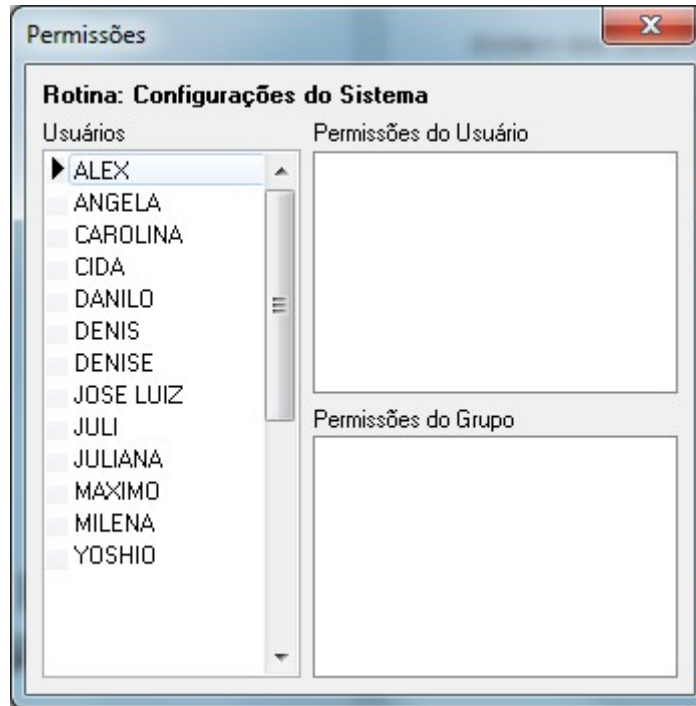 Permissões
Rotina: Configurações do Sistema
Usuários
ALEX
ANGELA
CAROLINA
CIDA
DANILO
DENIS
DENISE
JOSE LUIZ
JULI
JULIANA
MAXIMO
MILENA
YOSHIO
Permissões do Usuário
Permissões do Grupo